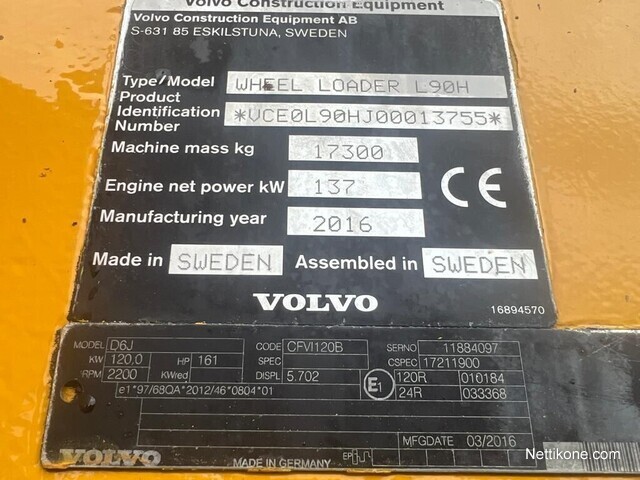 Volvo Construction Equipment
Volvo Construction Equipment AB
S-631 85 ESKILSTUNA, SWEDEN
Type/Model WHEEL LOADER L90H
Product
Identification *VCE0L90HJ00013755*
Number
Machine mass kg 17300
Engine net power kW 137
Manufacturing year 2016
CE
Made in SWEDEN Assembled in SWEDEN
VOLVO
16894570
MODEL D6J CODE CFVI120B SERNO 11884097
KW 120.0 HP 161 SPEC CSPEC 17211900
RPM 2200 KWred DISPL 5.702 E1 120R 010184
e1*97/68QA*2012/46*0804*01 24R 033368
MFGDATE 03/2016
VOLVO MADE IN GERMANY EP
Nettikone.com